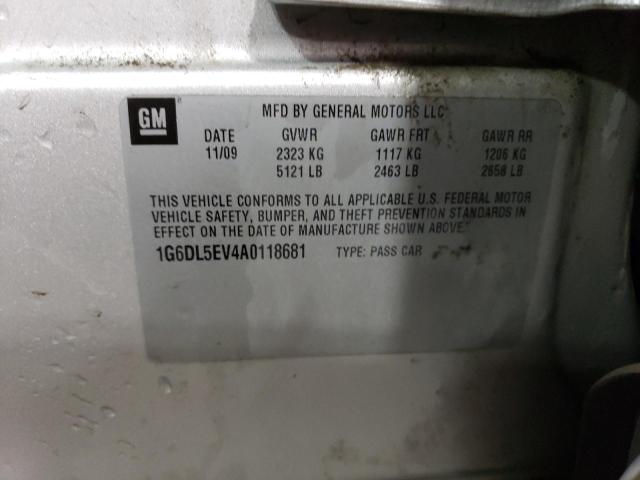 GM
MFD BY GENERAL MOTORS LLC
DATE GVWR GAWR FRT GAWR RR
11/09 2323 KG 1117 KG 1206 KG
5121 LB 2463 LB 2658 LB
THIS VEHICLE CONFORMS TO ALL APPLICABLE U.S. FEDERAL MOTOR
VEHICLE SAFETY, BUMPER, AND THEFT PREVENTION STANDARDS IN
EFFECT ON THE DATE OF MANUFACTURE SHOWN ABOVE.
1G6DL5EV4A0118681 TYPE: PASS CAR